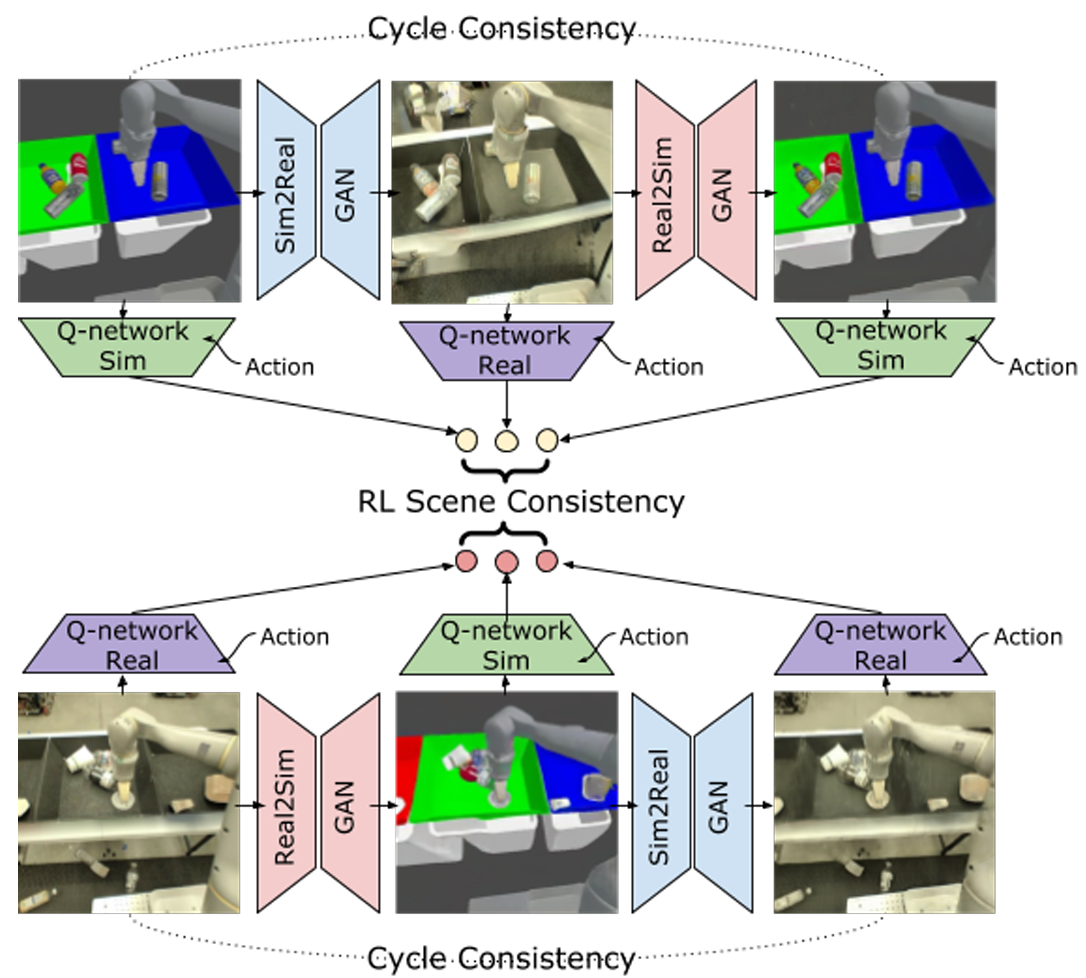 Cycle Consistency
Sim2Real
GAN
Real2Sim
GAN
Q-network
Sim
Action
Q-network
Real
Action
Q-network
Sim
Action
RL Scene Consistency
Q-network
Real
Action
Q-network
Sim
Action
Q-network
Real
Action
Real2Sim
GAN
Sim2Real
GAN
Cycle Consistency